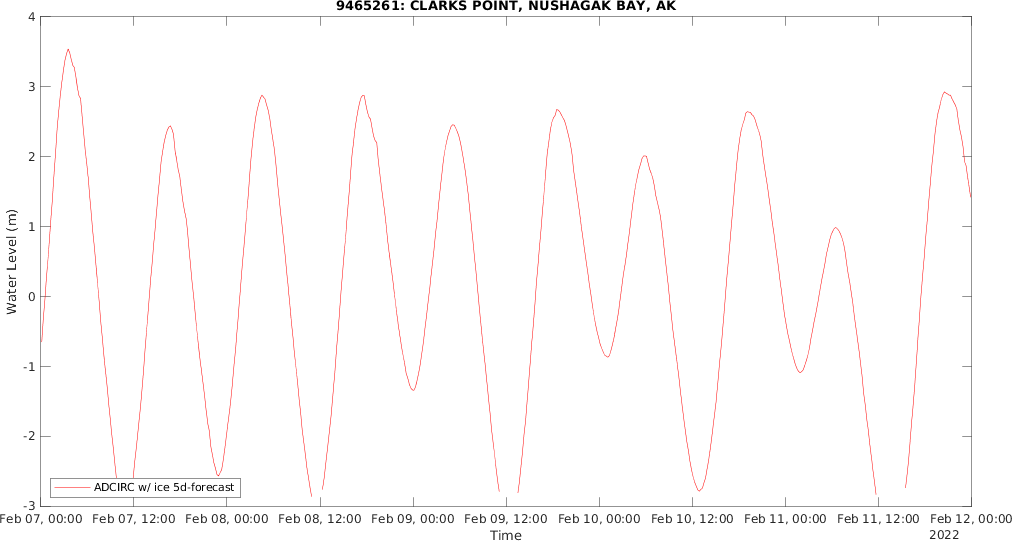 9465261: CLARKS POINT, NUSHAGAK BAY, AK
4
3
2
1
0
-1
-2
-3
Water Level (m)
ADCIRC w/ ice 5d-forecast
Feb 07, 00:00 Feb 07, 12:00 Feb 08, 00:00 Feb 08, 12:00 Feb 09, 00:00 Feb 09, 12:00 Feb 10, 00:00 Feb 10, 12:00 Feb 11, 00:00 Feb 11, 12:00 Feb 12, 00:00
Time
2022